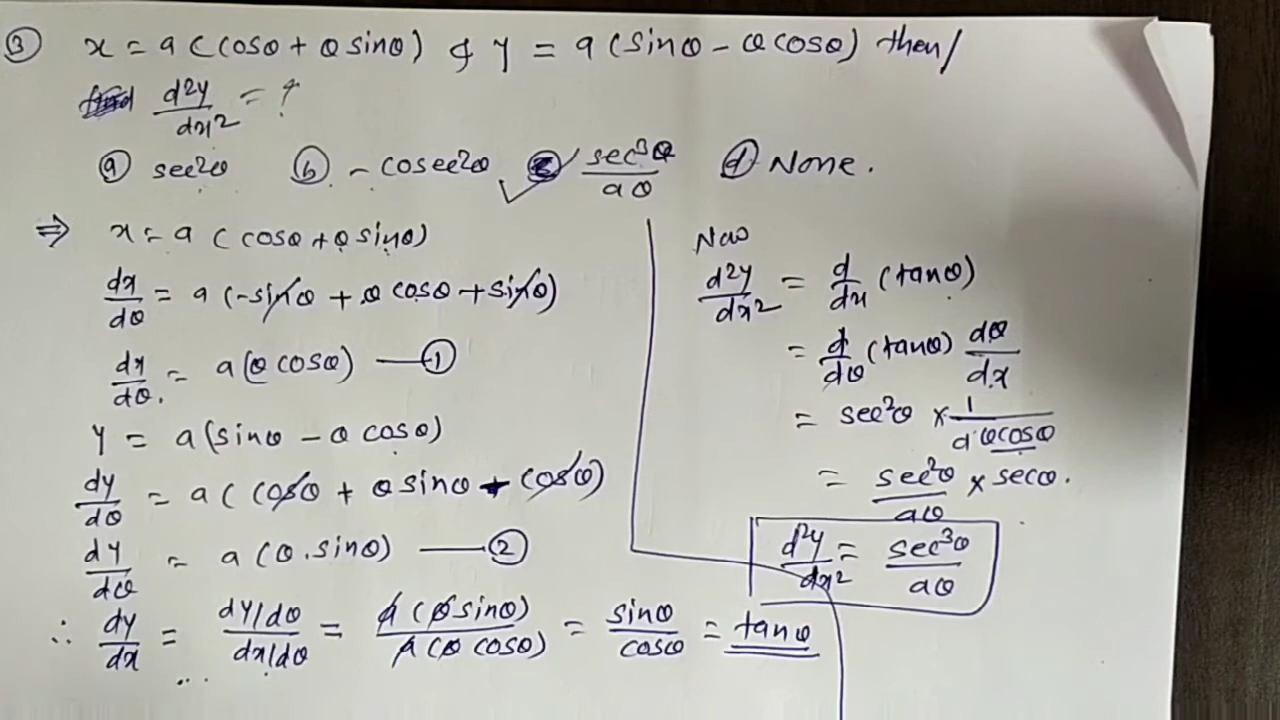 ③ x = a (cosθ + θ sinθ) & y = a (sinθ - θ cosθ) then/
d²y/dx² = ?
ⓐ sec²θ ⓑ - cosec²θ ⓒ sec³θ/aθ ⓓ None.
⇒ x = a (cosθ + θ sinθ)
dx/dθ = a (-sinθ + θ cosθ + sinθ)
dx/dθ = a(θ cosθ) — ①
y = a(sinθ - θ cosθ)
dy/dθ = a (cosθ + θ sinθ - cosθ)
dy/dθ = a (θ.sinθ) — ②
∴ dy/dx = dy/dθ / dx/dθ = a (θ sinθ) / a (θ cosθ) = sinθ/cosθ = tanθ
Now
d²y/dx² = d/dx (tanθ)
= d/dθ (tanθ) dθ/dx
= sec²θ × 1/aθcosθ
= sec²θ/aθ × secθ.
d²y/dx² = sec³θ/aθ